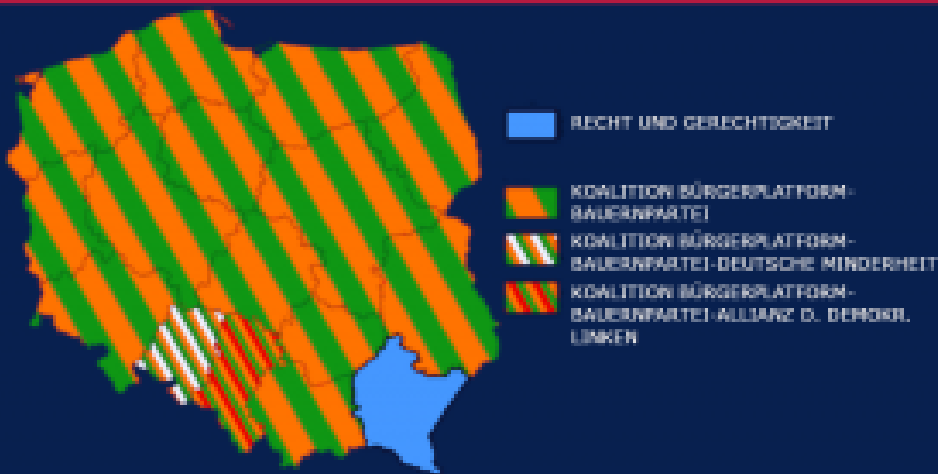 RECHT UND GERECHTIGKEIT
KOALITION BÜRGERPLATFORM-
BAUERNPARTEI
KOALITION BÜRGERPLATFORM-
BAUERNPARTEI-DEUTSCHE MINDERHEIT
KOALITION BÜRGERPLATFORM-
BAUERNPARTEI-ALLIANZ D. DEMOKR.
LINKEN